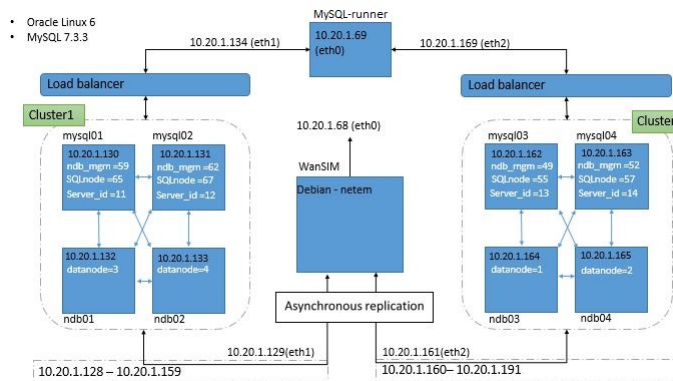 • Oracle Linux 6
• MySQL 7.3.3
MySQL-runner
10.20.1.69
(eth0)
10.20.1.134 (eth1)
10.20.1.169 (eth2)
Load balancer
Load balancer
Cluster1
Cluster
mysql01
mysql02
10.20.1.130
ndb_mgm =59
SQLnode =65
Server_id =11
10.20.1.131
ndb_mgm =62
SQLnode =67
Server_id =12
10.20.1.132
datanode=3
10.20.1.133
datanode=4
ndb01
ndb02
10.20.1.68 (eth0)
WanSIM
Debian - netem
Asynchronous replication
mysql03
mysql04
10.20.1.162
ndb_mgm =49
SQLnode =55
Server_id =13
10.20.1.163
ndb_mgm =52
SQLnode =57
Server_id =14
10.20.1.164
datanode=1
10.20.1.165
datanode=2
ndb03
ndb04
10.20.1.129(eth1)
10.20.1.161(eth2)
10.20.1.128 – 10.20.1.159
10.20.1.160– 10.20.1.191